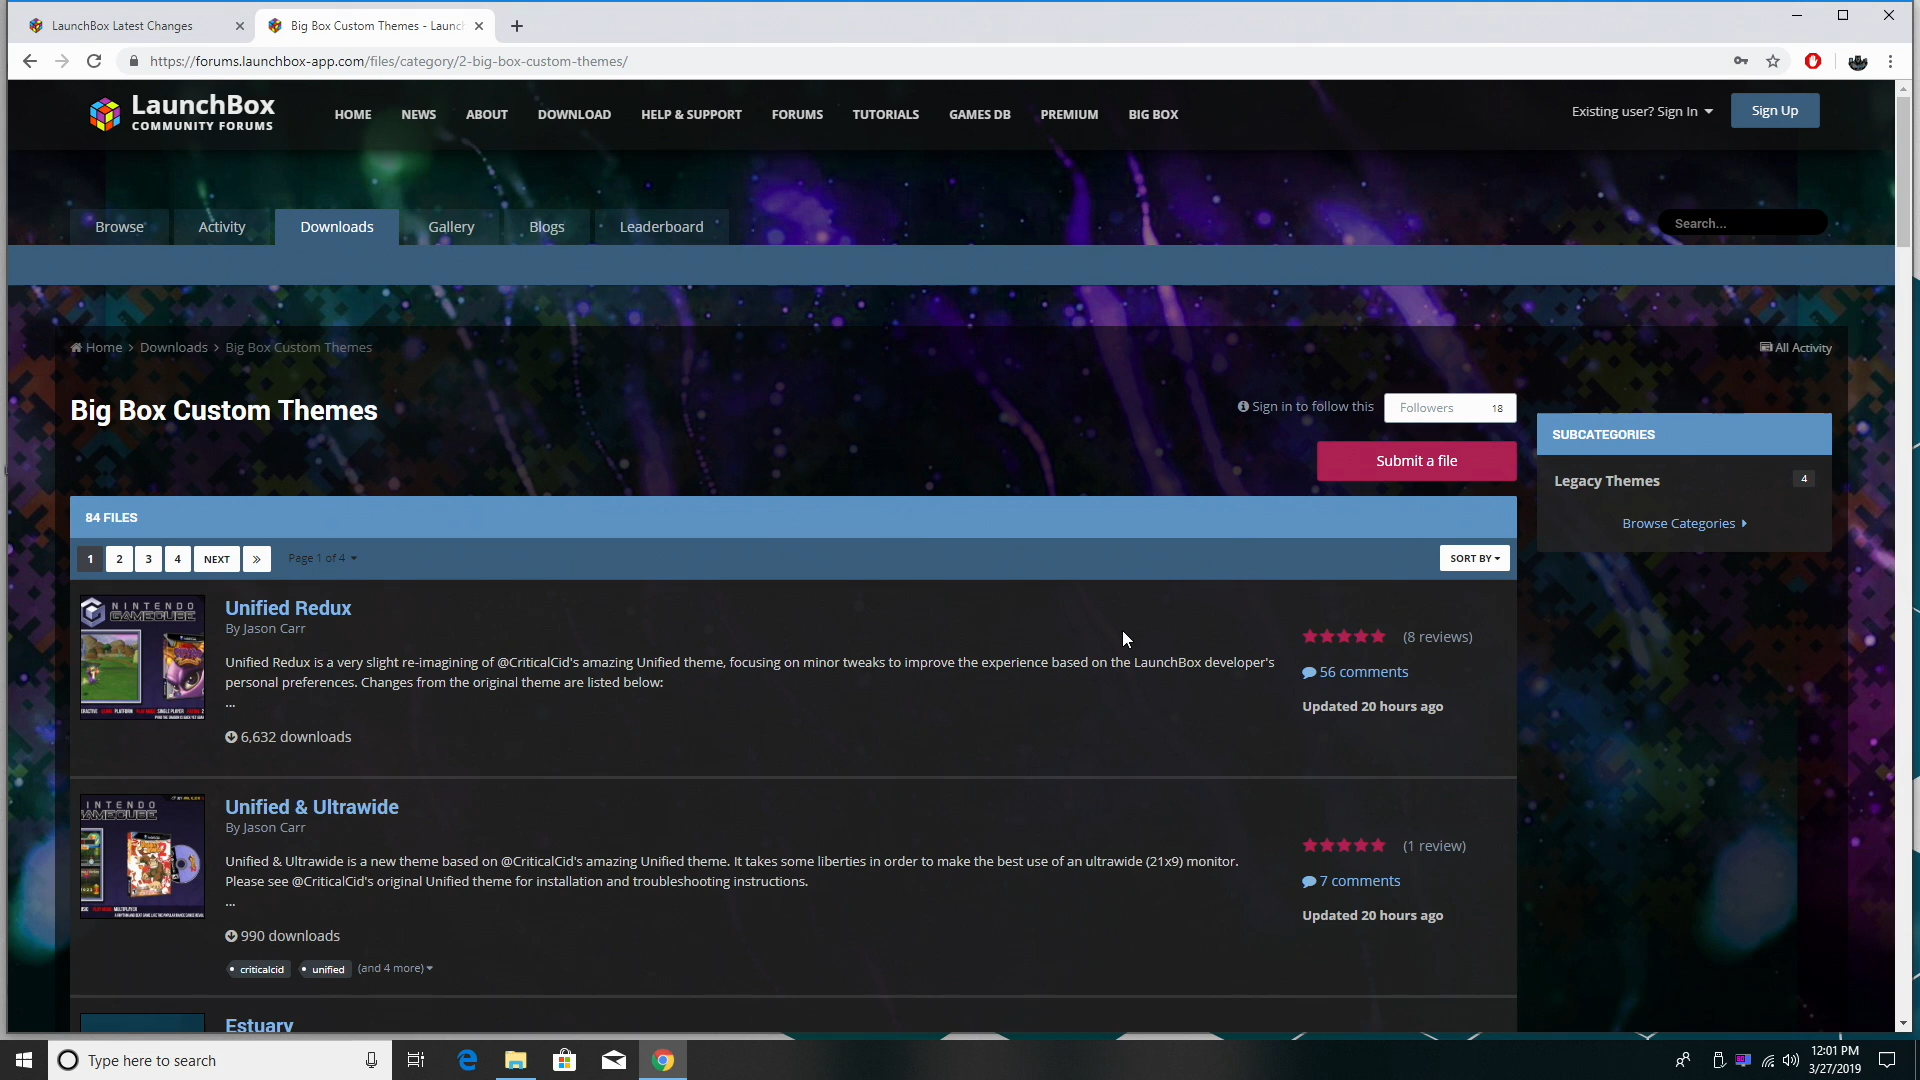 LaunchBox Latest Changes
Big Box Custom Themes - Launc
https://forums.launchbox-app.com/files/category/2-big-box-custom-themes/
LaunchBox
COMMUNITY FORUMS
HOME NEWS ABOUT DOWNLOAD HELP & SUPPORT FORUMS TUTORIALS GAMES DB PREMIUM BIG BOX
Existing user? Sign In
Sign Up
Browse Activity Downloads Gallery Blogs Leaderboard
Search...
Home > Downloads > Big Box Custom Themes
All Activity
Big Box Custom Themes
Sign in to follow this
Followers 18
Submit a file
SUBCATEGORIES
Legacy Themes 4
Browse Categories
84 FILES
1 2 3 4 NEXT » Page 1 of 4
SORT BY
NINTENDO
GAMECUBE
Unified Redux
By Jason Carr
Unified Redux is a very slight re-imagining of @CriticalCid's amazing Unified theme, focusing on minor tweaks to improve the experience based on the LaunchBox developer's
personal preferences. Changes from the original theme are listed below:
...
6,632 downloads
(8 reviews)
56 comments
Updated 20 hours ago
INTENDO
GAMECUBE
Unified & Ultrawide
By Jason Carr
Unified & Ultrawide is a new theme based on @CriticalCid's amazing Unified theme. It takes some liberties in order to make the best use of an ultrawide (21x9) monitor.
Please see @CriticalCid's original Unified theme for installation and troubleshooting instructions.
...
990 downloads
criticalcid unified (and 4 more)
(1 review)
7 comments
Updated 20 hours ago
Estuary
Type here to search
12:01 PM
3/27/2019